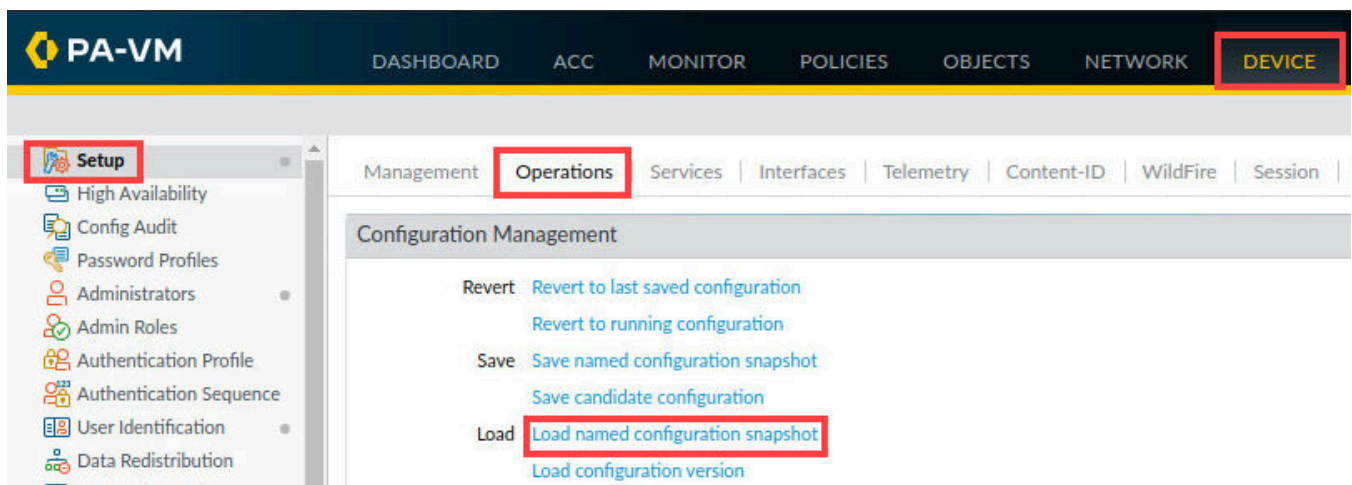 PA-VM
DASHBOARD ACC MONITOR POLICIES OBJECTS NETWORK DEVICE
Setup
High Availability
Config Audit
Password Profiles
Administrators
Admin Roles
Authentication Profile
Authentication Sequence
User Identification
Data Redistribution
Management | Operations | Services | Interfaces | Telemetry | Content-ID | WildFire | Session |
Configuration Management
Revert Revert to last saved configuration
Revert to running configuration
Save Save named configuration snapshot
Save candidate configuration
Load Load named configuration snapshot
Load configuration version